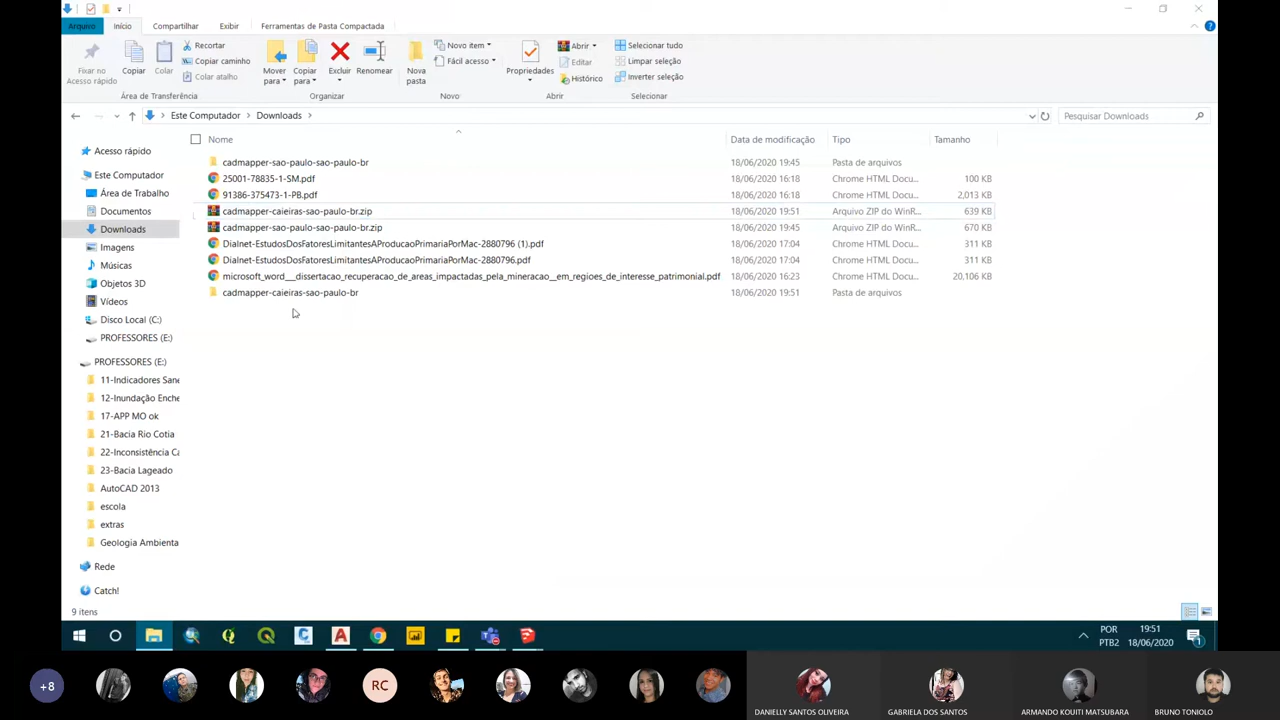 Arquivo Início Compartilhar Exibir Ferramentas de Pasta Compactada
Fixar no Acesso rápido
Copiar
Colar
Recortar
Copiar caminho
Colar atalho
Mover para
Copiar para
Excluir
Renomear
Nova pasta
Novo item
Fácil acesso
Propriedades
Abrir
Editar
Histórico
Selecionar tudo
Limpar seleção
Inverter seleção
Área de Transferência Organizar Novo Abrir Selecionar
Este Computador > Downloads >
Pesquisar Downloads
Nome Data de modificação Tipo Tamanho
cadmapper-sao-paulo-sao-paulo-br 18/06/2020 19:45 Pasta de arquivos
25001-78835-1-SM.pdf 18/06/2020 16:18 Chrome HTML Docu... 100 KB
91386-375473-1-PB.pdf 18/06/2020 16:18 Chrome HTML Docu... 2,013 KB
cadmapper-caieiras-sao-paulo-br.zip 18/06/2020 19:51 Arquivo ZIP do WinR... 639 KB
cadmapper-sao-paulo-sao-paulo-br.zip 18/06/2020 19:45 Arquivo ZIP do WinR... 670 KB
Dialnet-EstudosDosFatoresLimitantesAProducaoPrimariaPorMac-2880796 (1).pdf 18/06/2020 17:04 Chrome HTML Docu... 311 KB
Dialnet-EstudosDosFatoresLimitantesAProducaoPrimariaPorMac-2880796.pdf 18/06/2020 17:04 Chrome HTML Docu... 311 KB
microsoft_word__dissertacao_recuperacao_de_areas_impactadas_pela_mineracao__em_regioes_de_interesse_patrimonial.pdf 18/06/2020 16:23 Chrome HTML Docu... 20,106 KB
cadmapper-caieiras-sao-paulo-br 18/06/2020 19:51 Pasta de arquivos
Acesso rápido
Este Computador
Área de Trabalho
Documentos
Downloads
Imagens
Músicas
Objetos 3D
Vídeos
Disco Local (C:)
PROFESSORES (E:)
PROFESSORES (E:)
11-Indicadores Sane
12-Inundação Enche
17-APP MO ok
21-Bacia Rio Cotia
22-Inconsistência Ca
23-Bacia Lageado
AutoCAD 2013
escola
extras
Geologia Ambienta
Rede
Catch!
9 itens
POR
PTB2
19:51
18/06/2020
1
+8
RC
DANIELLY SANTOS OLIVEIRA
GABRIELA DOS SANTOS
ARMANDO KOUITI MATSUBARA
BRUNO TONIOLO